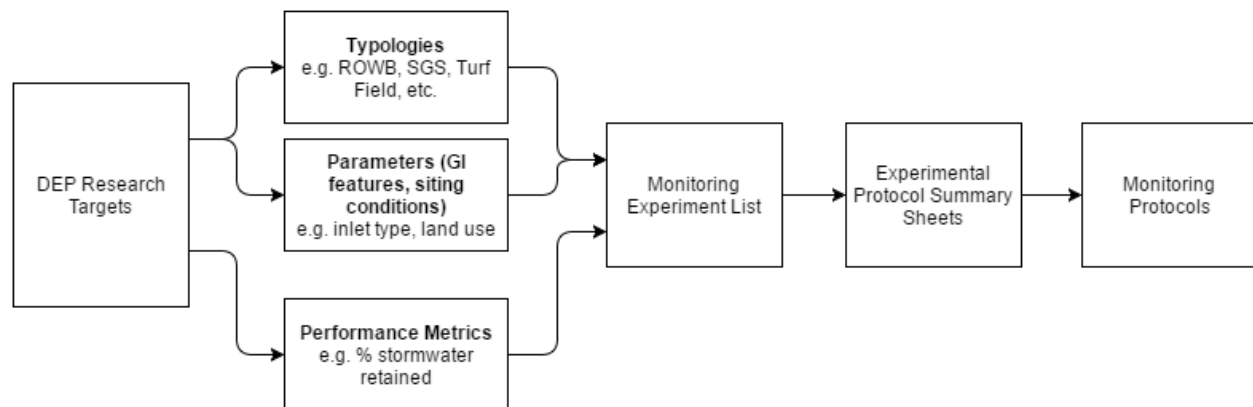 DEP Research
Targets
Typologies
e.g. ROWB, SGS, Turf
Field, etc.
Parameters (GI
features, siting
conditions)
e.g. inlet type, land use
Performance Metrics
e.g. % stormwater
retained
Monitoring
Experiment List
Experimental
Protocol Summary
Sheets
Monitoring
Protocols